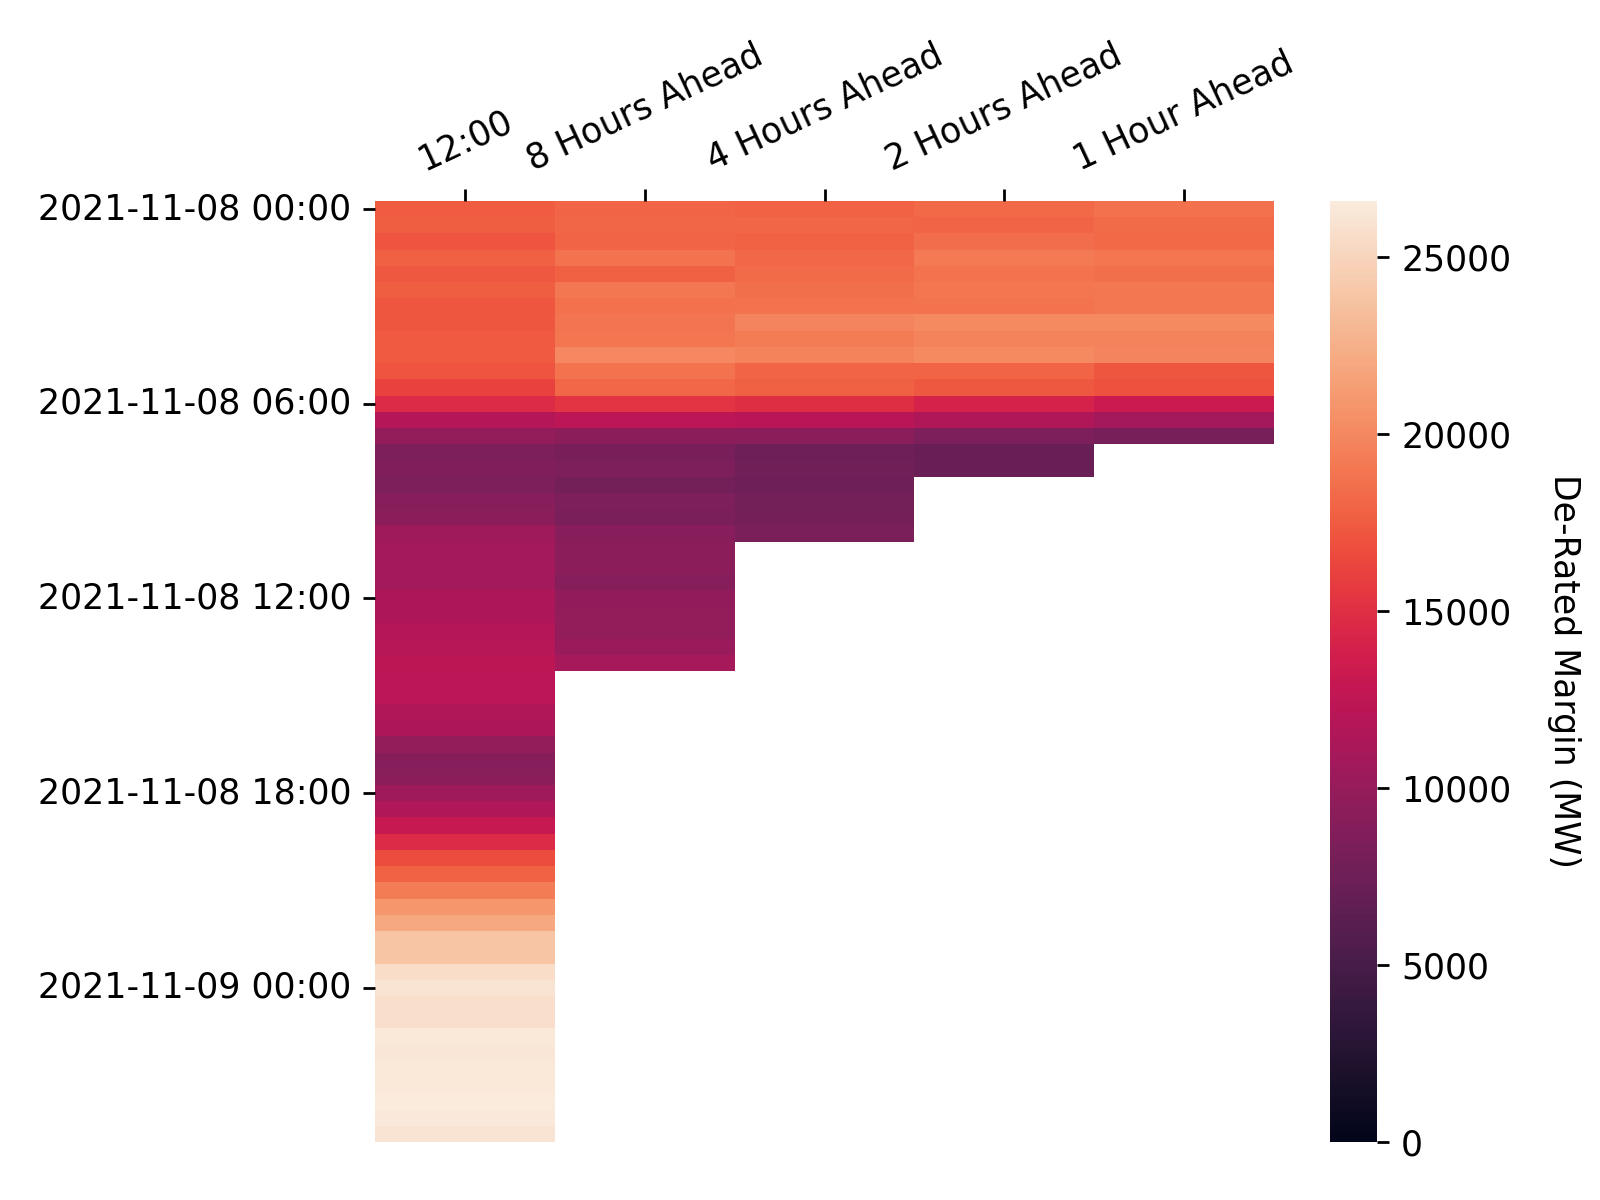 12:00
8 Hours Ahead
4 Hours Ahead
2 Hours Ahead
1 Hour Ahead
2021-11-08 00:00
2021-11-08 06:00
2021-11-08 12:00
2021-11-08 18:00
2021-11-09 00:00
25000
20000
15000
10000
5000
0
De-Rated Margin (MW)